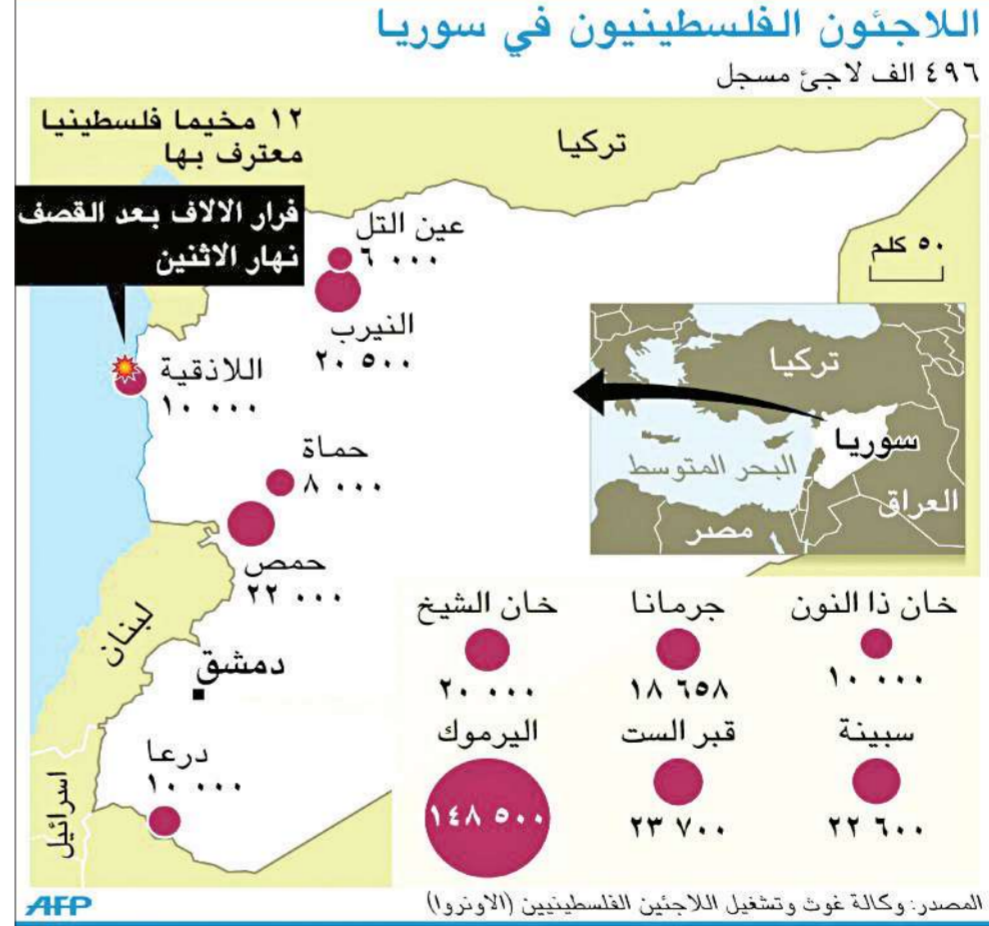 اللاجئون الفلسطينيون في سوريا
٤٩٦ الف لاجئ مسجل
١٢ مخيما فلسطينيا
معترف بها
تركيا
فرار الالاف بعد القصف
نهار الاثنين
عين التل
٦ ٠٠٠
٥٠ كلم
النيرب
٢٠ ٥٠٠
اللاذقية
١٠ ٠٠٠
تركيا
سوريا
البحر المتوسط
العراق
مصر
حماة
٨ ٠٠٠
حمص
٢٢ ٠٠٠
لبنان
دمشق
درعا
١٠ ٠٠٠
اسرائيل
خان ذا النون
١٠ ٠٠٠
جرمانا
١٨ ٦٥٨
خان الشيخ
٢٠ ٠٠٠
سبينة
٢٢ ٦٠٠
قبر الست
٢٣ ٧٠٠
اليرموك
١٤٨ ٥٠٠
المصدر: وكالة غوث وتشغيل اللاجئين الفلسطينيين (الاونروا)
AFP